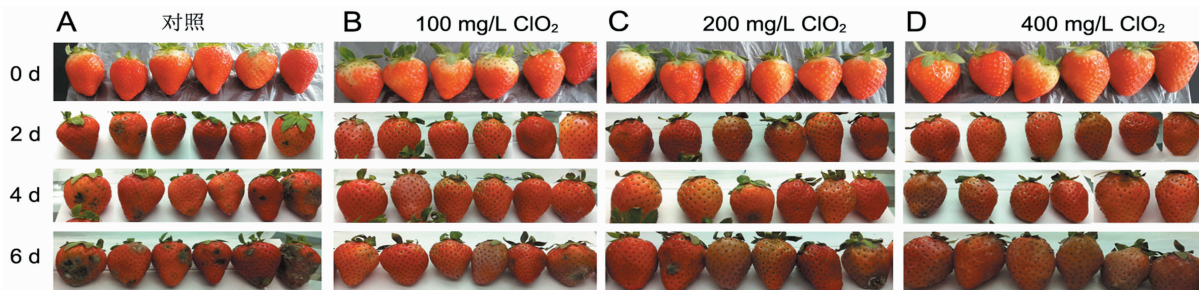 A 对照 B 100 mg/L ClO₂ C 200 mg/L ClO₂ D 400 mg/L ClO₂
0 d
2 d
4 d
6 d